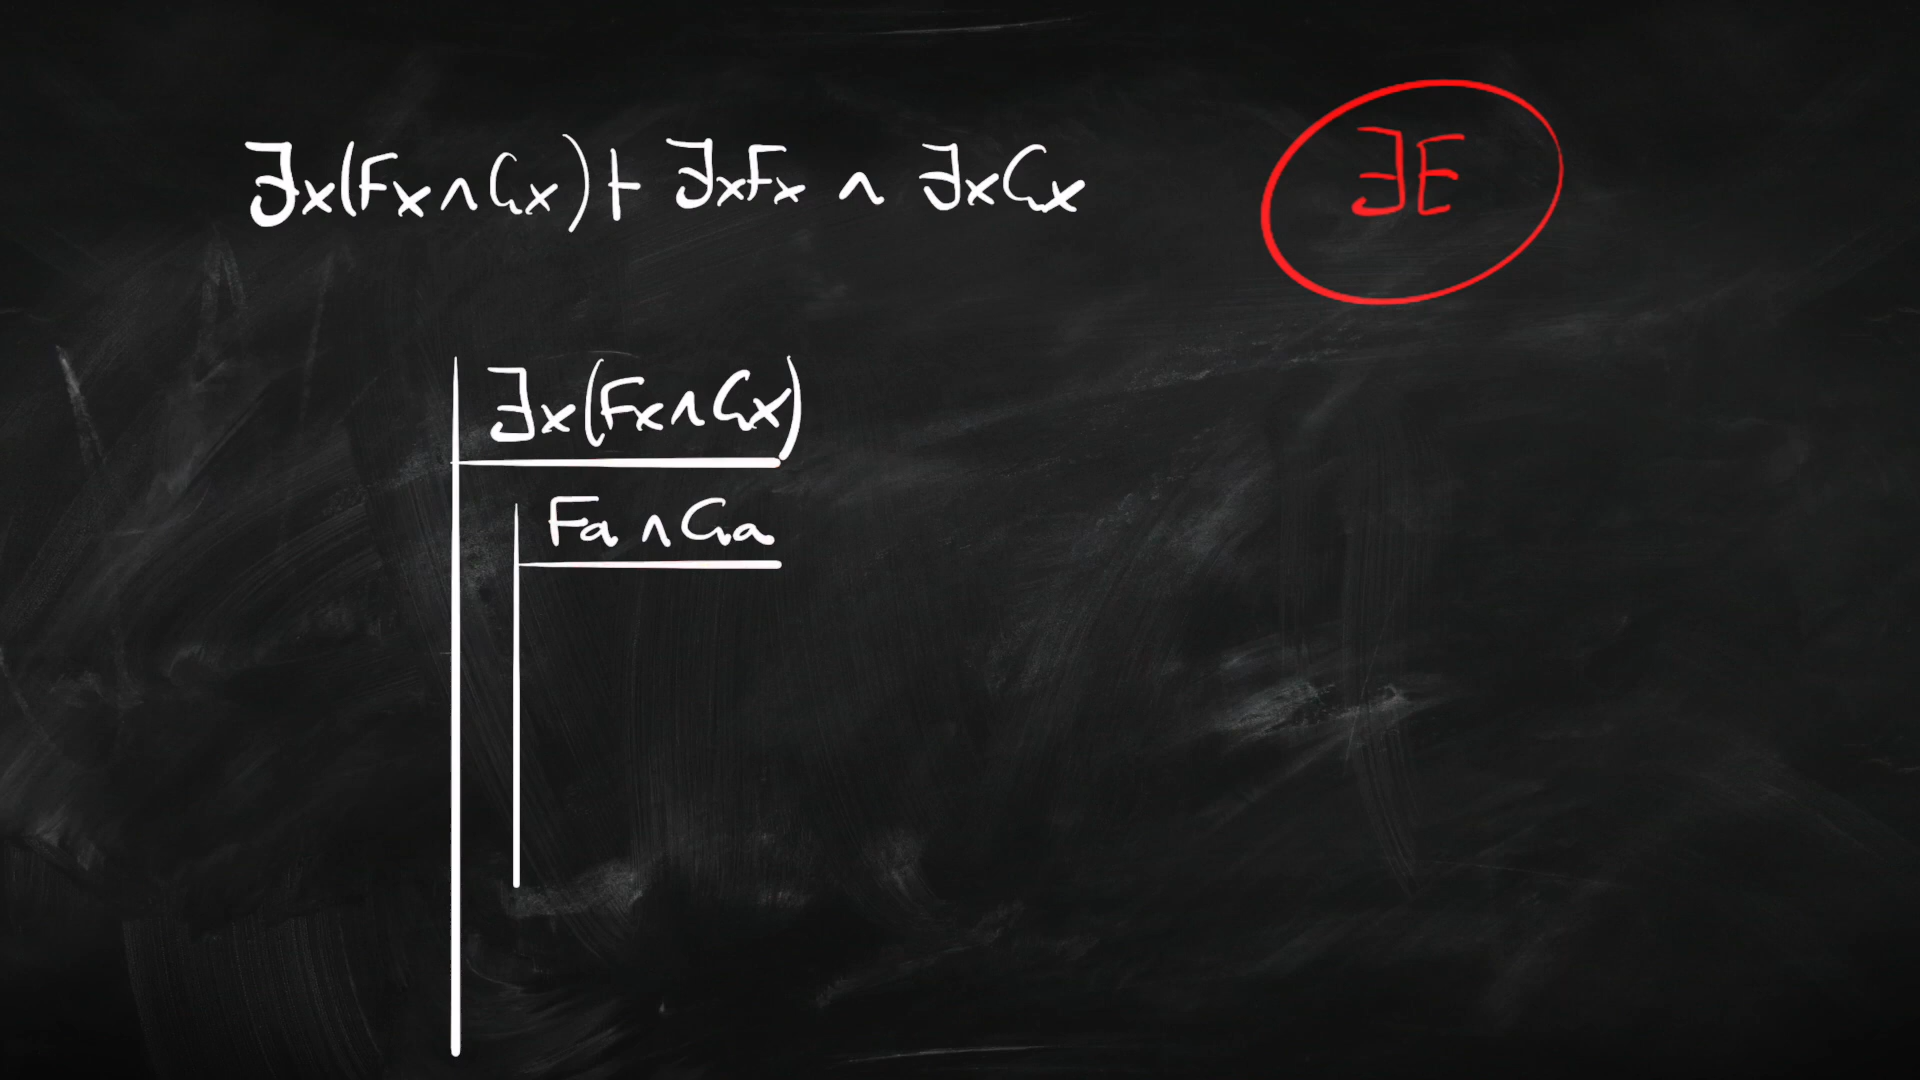 ∃x(Fx∧Gx)⊢ ∃xFx ∧ ∃xGx
∃E
∃x(Fx∧Gx)
Fa ∧ Ga